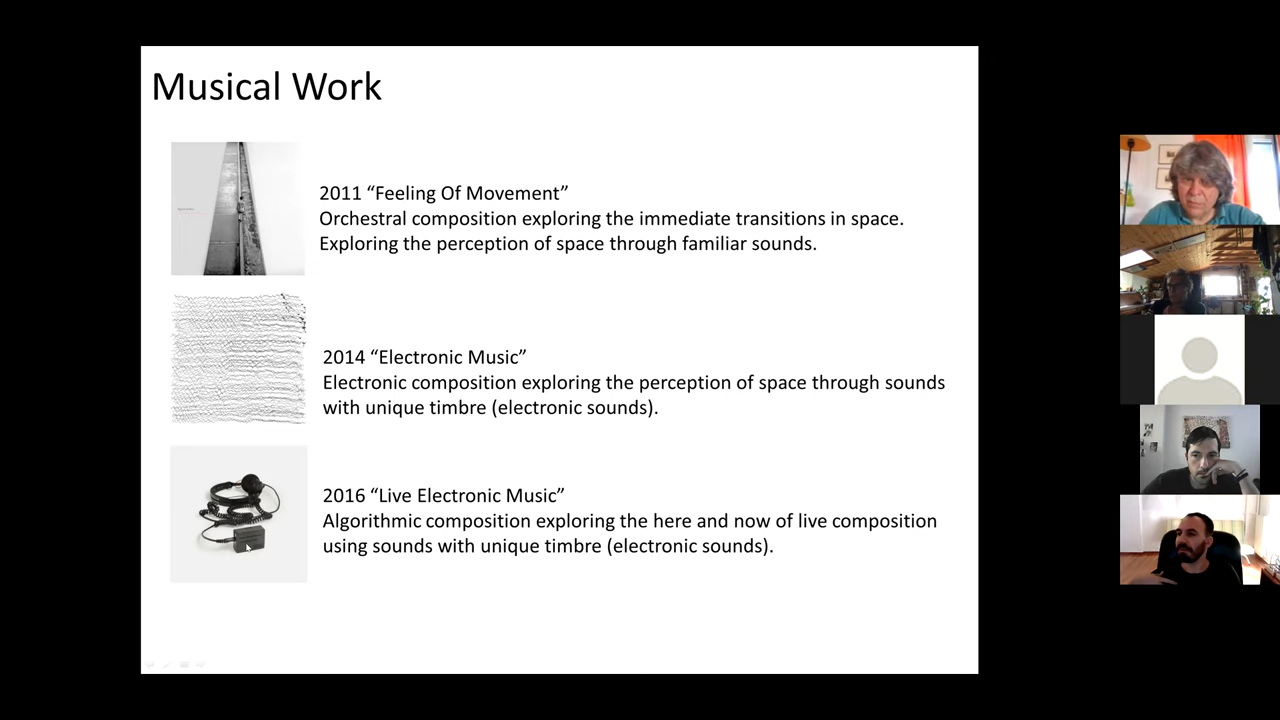 Musical Work
2011 “Feeling Of Movement”
Orchestral composition exploring the immediate transitions in space.
Exploring the perception of space through familiar sounds.
2014 “Electronic Music”
Electronic composition exploring the perception of space through sounds
with unique timbre (electronic sounds).
2016 “Live Electronic Music”
Algorithmic composition exploring the here and now of live composition
using sounds with unique timbre (electronic sounds).